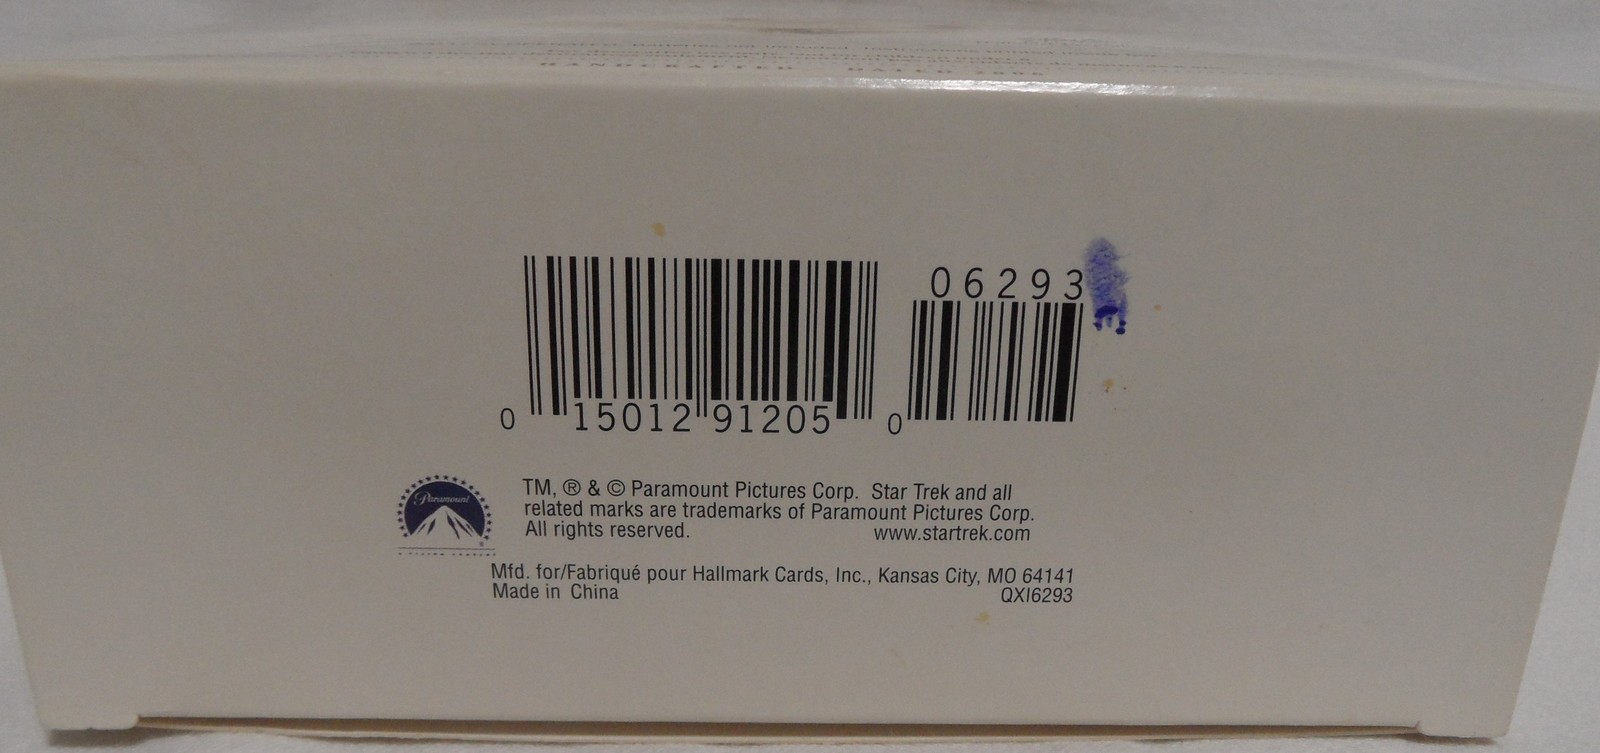 HANDCRAFTED
06293
0 15012 91205 0
Paramount
TM, ® & © Paramount Pictures Corp. Star Trek and all
related marks are trademarks of Paramount Pictures Corp.
All rights reserved. www.startrek.com
Mfd. for/Fabriqué pour Hallmark Cards, Inc., Kansas City, MO 64141
Made in China QXI6293